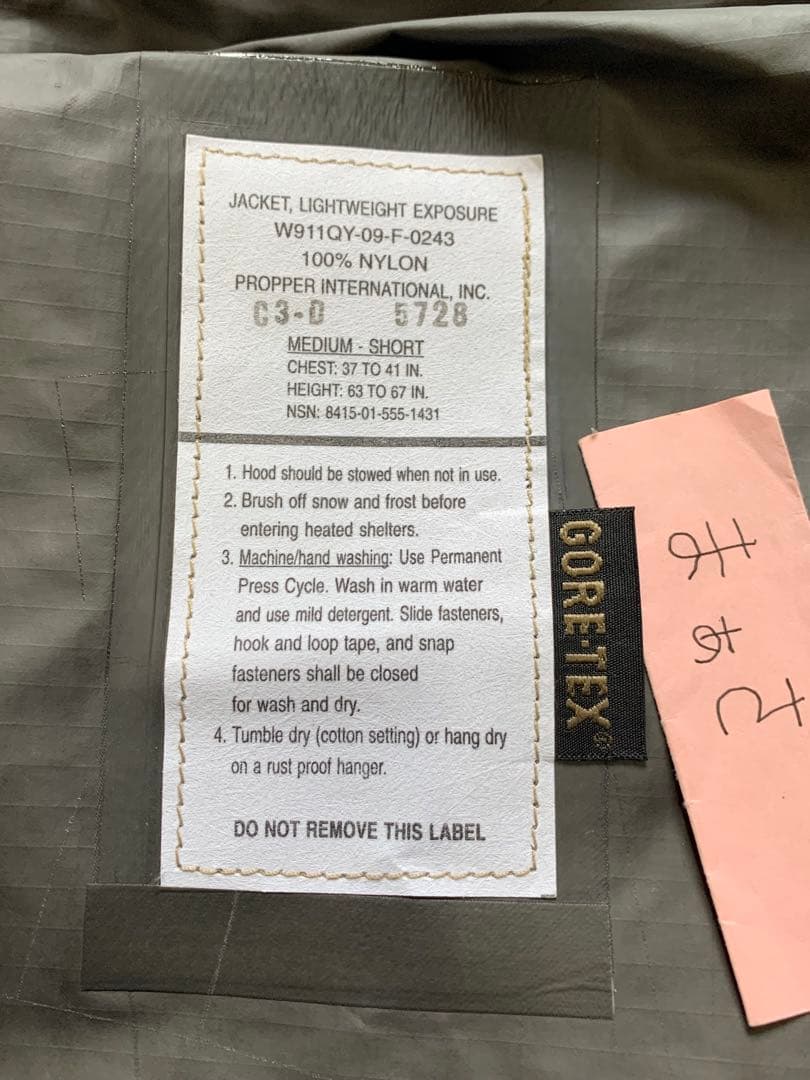 JACKET, LIGHTWEIGHT EXPOSURE
W911QY-09-F-0243
100% NYLON
PROPPER INTERNATIONAL, INC.
C3-0 5728
MEDIUM - SHORT
CHEST: 37 TO 41 IN.
HEIGHT: 63 TO 67 IN.
NSN: 8415-01-555-1431
1. Hood should be stowed when not in use.
2. Brush off snow and frost before
entering heated shelters.
3. Machine/hand washing: Use Permanent
Press Cycle. Wash in warm water
and use mild detergent. Slide fasteners,
hook and loop tape, and snap
fasteners shall be closed
for wash and dry.
4. Tumble dry (cotton setting) or hang dry
on a rust proof hanger.
DO NOT REMOVE THIS LABEL
GORE-TEX®